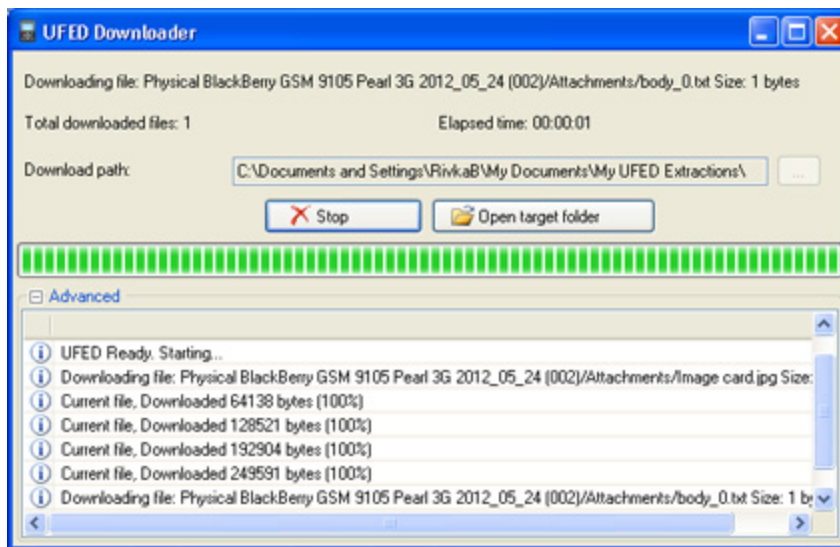 UFED Downloader
Downloading file: Physical BlackBerry GSM 9105 Pearl 3G 2012_05_24 (002)/Attachments/body_0.txt Size: 1 bytes
Total downloaded files: 1 Elapsed time: 00:00:01
Download path: C:\Documents and Settings\RivkaB\My Documents\My UFED Extractions\ ...
Stop Open target folder
Advanced
UFED Ready. Starting...
Downloading file: Physical BlackBerry GSM 9105 Pearl 3G 2012_05_24 (002)/Attachments/Image card.jpg Size:
Current file, Downloaded 64138 bytes (100%)
Current file, Downloaded 128521 bytes (100%)
Current file, Downloaded 192904 bytes (100%)
Current file, Downloaded 249591 bytes (100%)
Downloading file: Physical BlackBerry GSM 9105 Pearl 3G 2012_05_24 (002)/Attachments/body_0.txt Size: 1 by